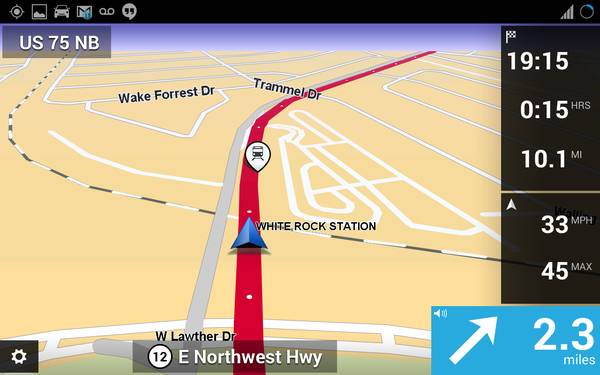 US 75 NB
19:15
0:15 HRS
10.1 MI
33 MPH
45 MAX
Wake Forrest Dr
Trammel Dr
WHITE ROCK STATION
W Lawther Dr
12 E Northwest Hwy
2.3
miles